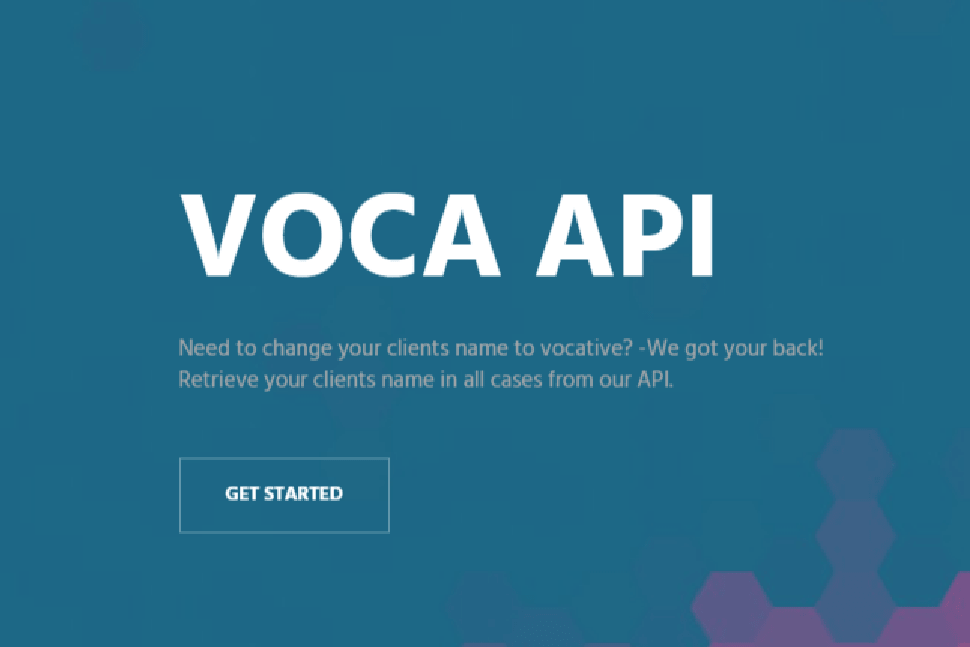 VOCA API
Need to change your clients name to vocative? -We got your back!
Retrieve your clients name in all cases from our API.
GET STARTED